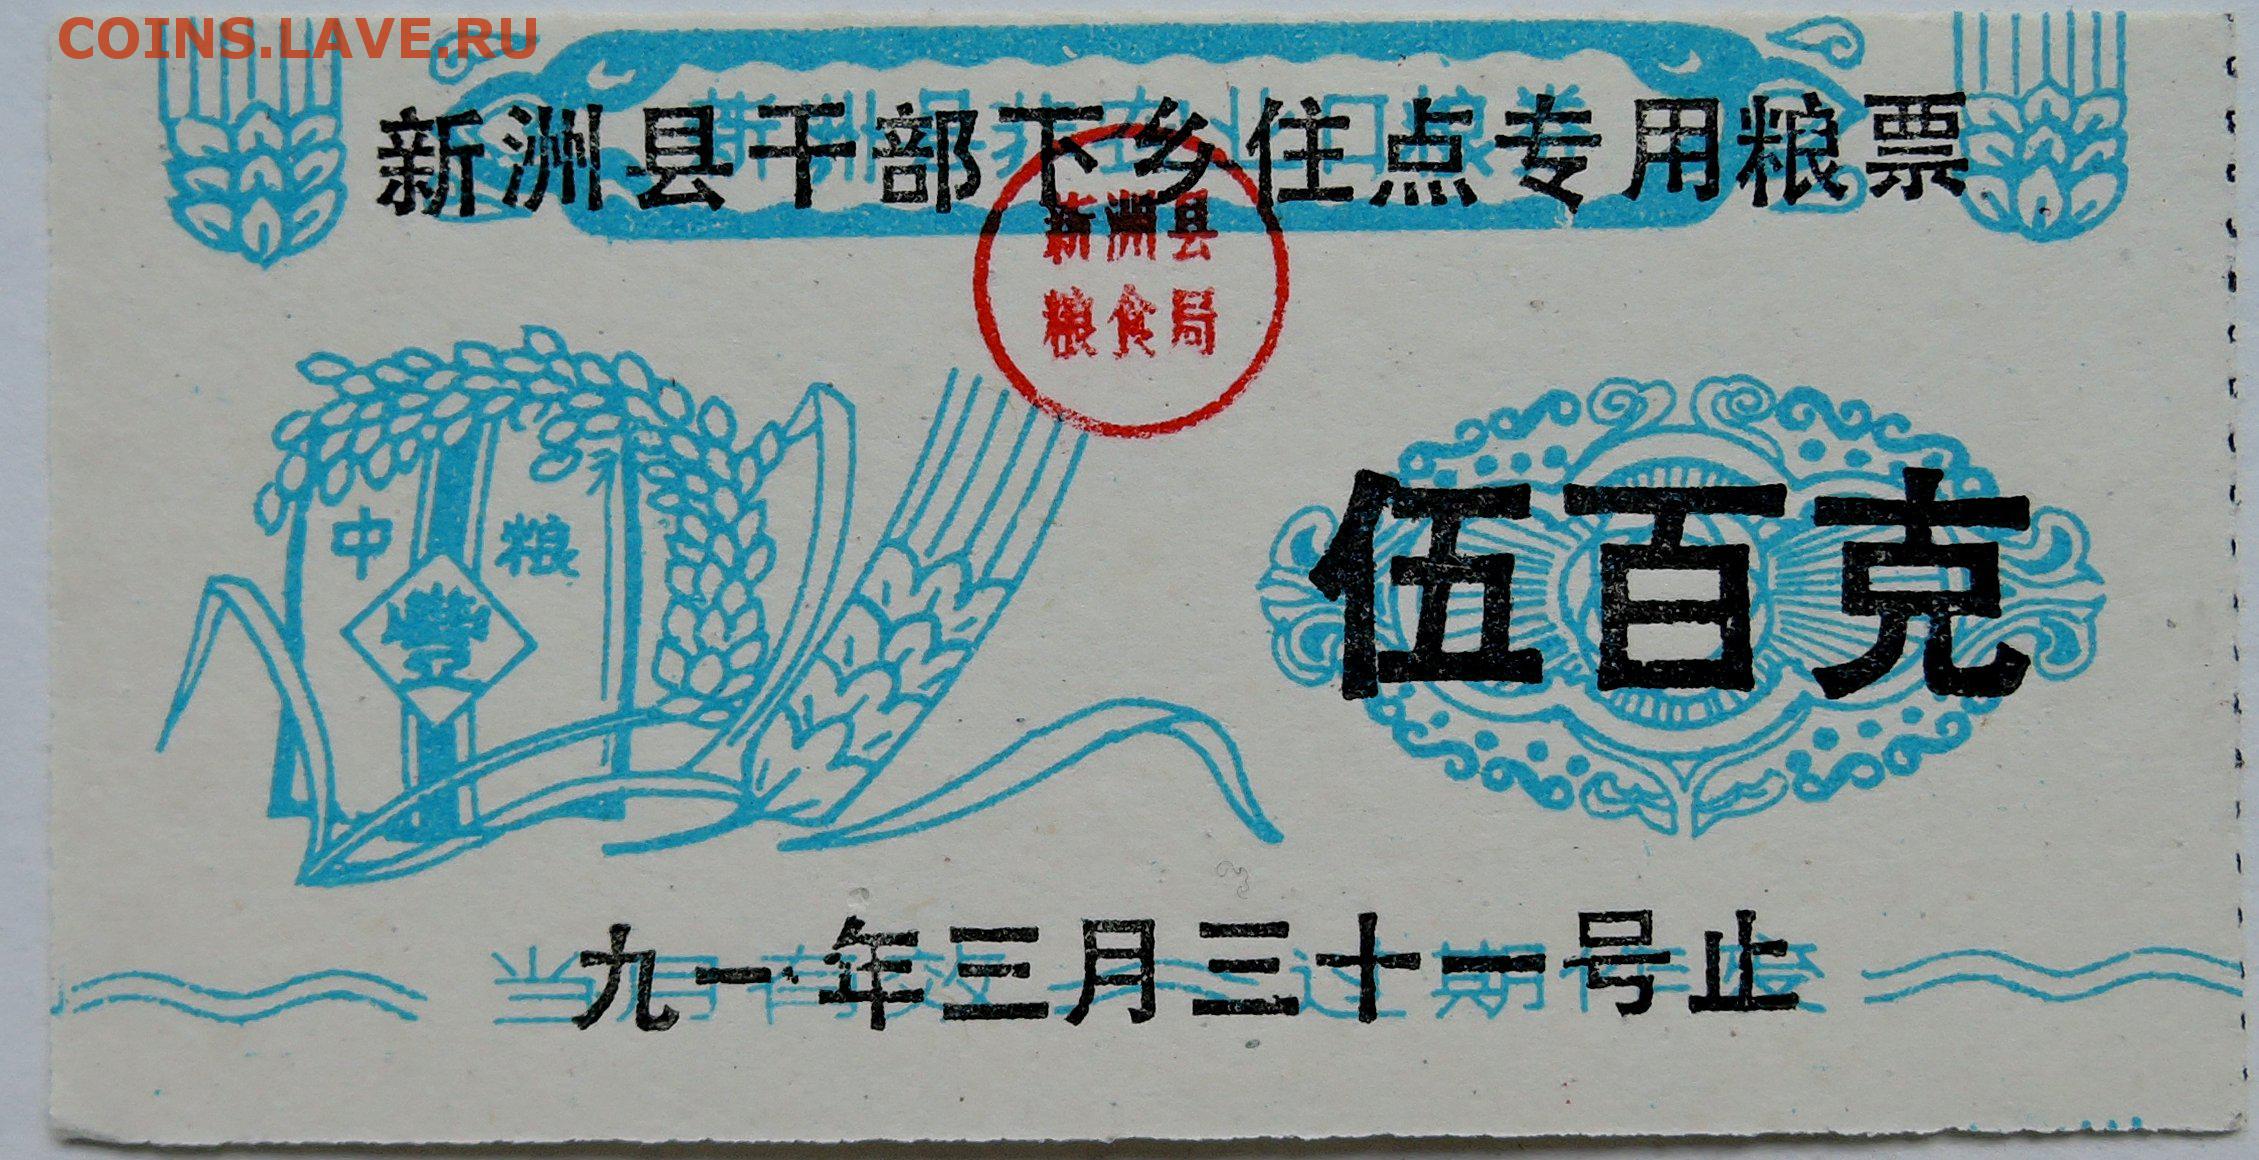 COINS.LAVE.RU
新洲县干部下乡住点专用粮票
新洲县
粮食局
中粮
豐
伍百克
九一年三月三十一号止